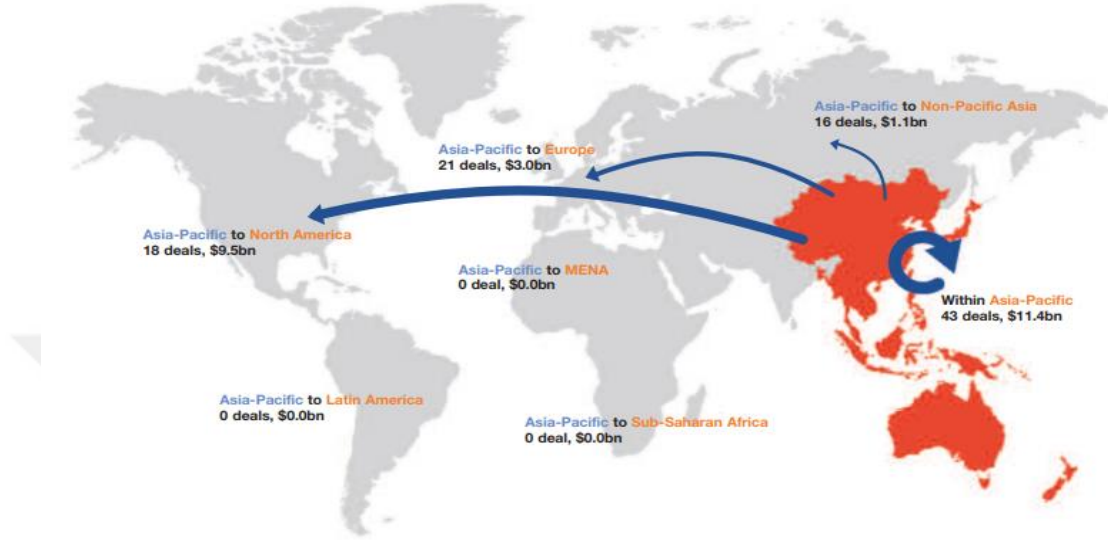 Asia-Pacific to Non-Pacific Asia
16 deals, $1.1bn
Asia-Pacific to Europe
21 deals, $3.0bn
Asia-Pacific to North America
18 deals, $9.5bn
Asia-Pacific to MENA
0 deal, $0.0bn
Within Asia-Pacific
43 deals, $11.4bn
Asia-Pacific to Latin America
0 deals, $0.0bn
Asia-Pacific to Sub-Saharan Africa
0 deal, $0.0bn